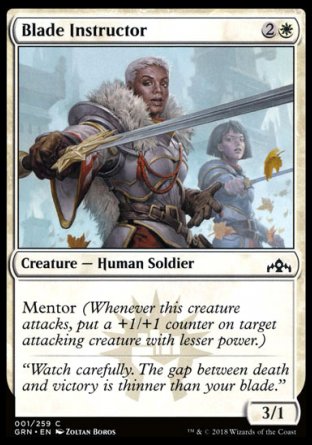 Blade Instructor 2
Creature — Human Soldier
Mentor (Whenever this creature
attacks, put a +1/+1 counter on target
attacking creature with lesser power.)
“Watch carefully. The gap between death
and victory is thinner than your blade.”
3/1
001/259 C
GRN • EN Zoltan Boros
™ & © 2018 Wizards of the Coast